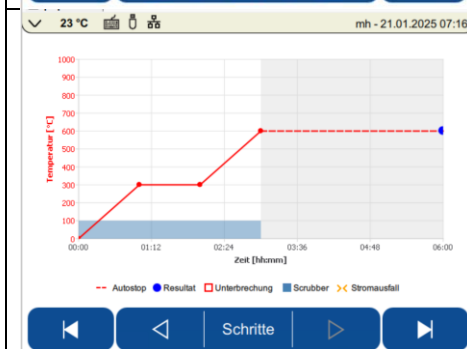 23 °C
mh - 21.01.2025 07:16
1000
900
800
700
600
500
400
300
200
100
0
Temperatur [°C]
00:00 01:12 02:24 03:36 04:48 06:00
Zeit [hh:mm]
Autostop Resultat Unterbrechung Scrubber Stromausfall
Schritte